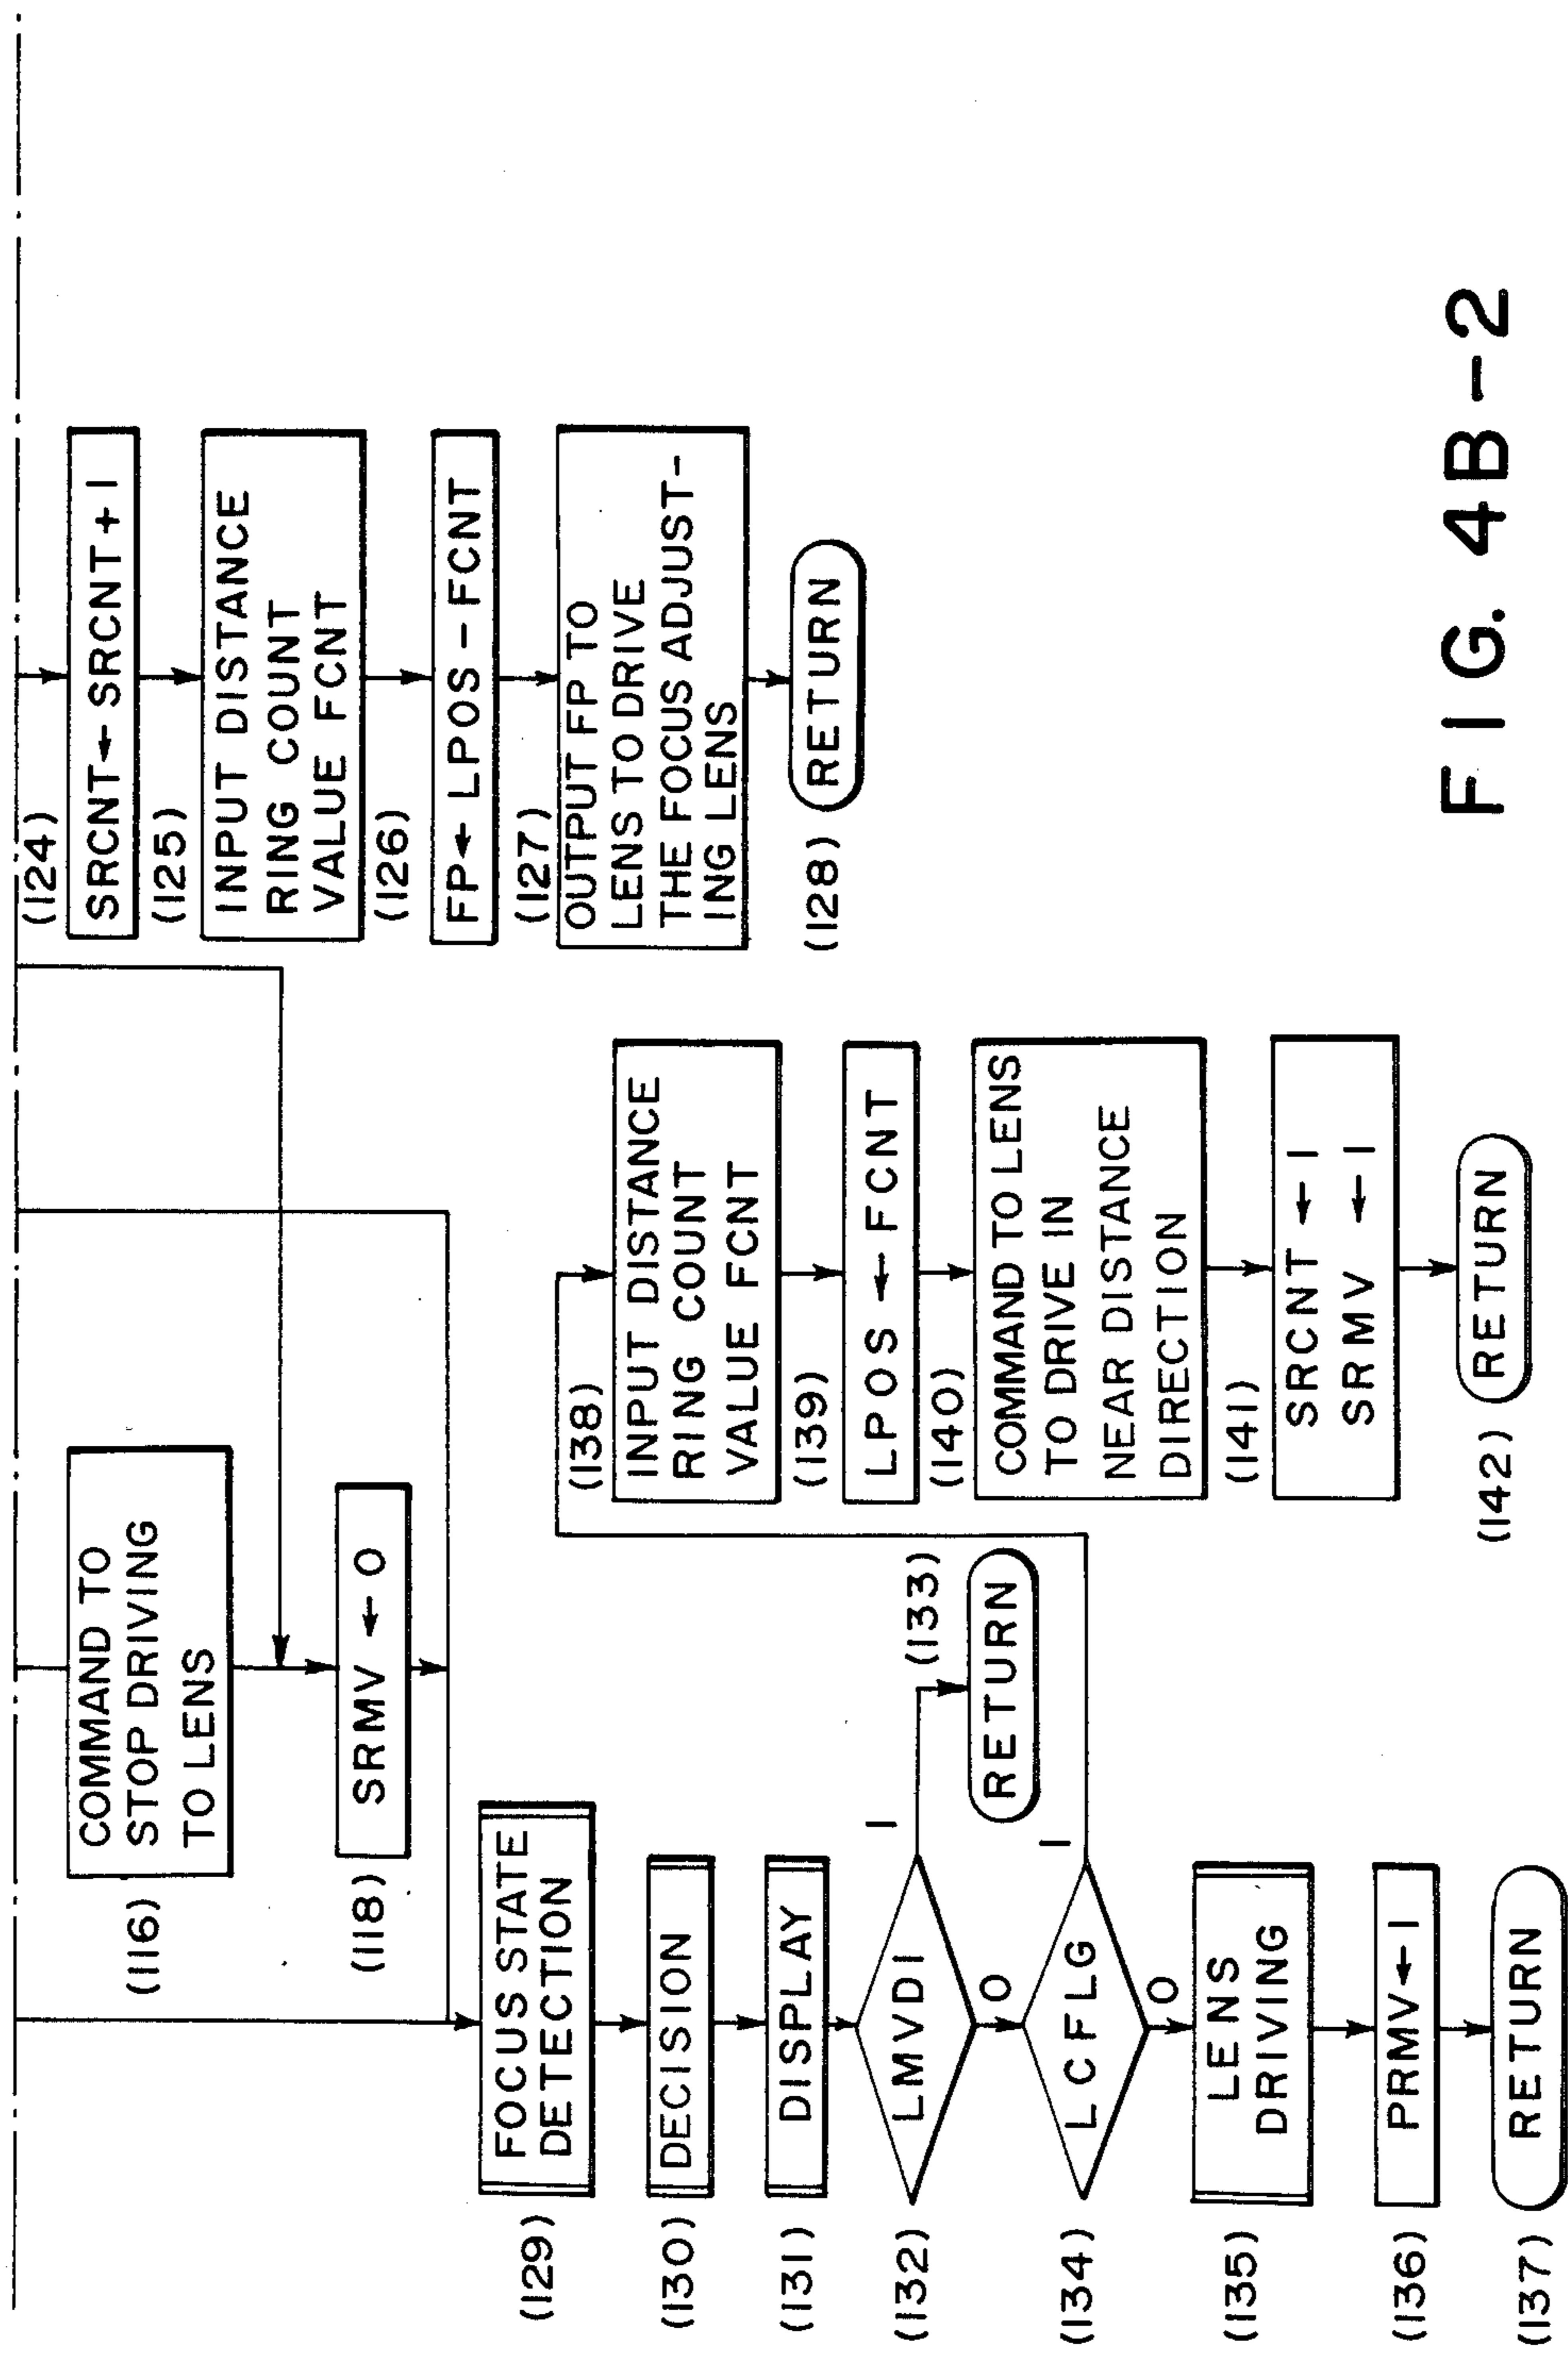 (116)
COMMAND TO
STOP DRIVING
TO LENS
(118)
SRMV ← 0
(124)
SRCNT ← SRCNT + 1
(125)
INPUT DISTANCE
RING COUNT
VALUE FCNT
(126)
FP ← LPOS - FCNT
(127)
OUTPUT FP TO
LENS TO DRIVE
THE FOCUS ADJUST-
ING LENS
(128)
RETURN
(129)
FOCUS STATE
DETECTION
(130)
DECISION
(131)
DISPLAY
(132)
LMVDI
1
0
(133)
RETURN
(134)
LCFLG
1
0
(135)
LENS
DRIVING
(136)
PRMV ← 1
(137)
RETURN
(138)
INPUT DISTANCE
RING COUNT
VALUE FCNT
(139)
LPOS ← FCNT
(140)
COMMAND TO LENS
TO DRIVE IN
NEAR DISTANCE
DIRECTION
(141)
SRCNT ← 1
SRMV ← 1
(142)
RETURN
FIG. 4B-2